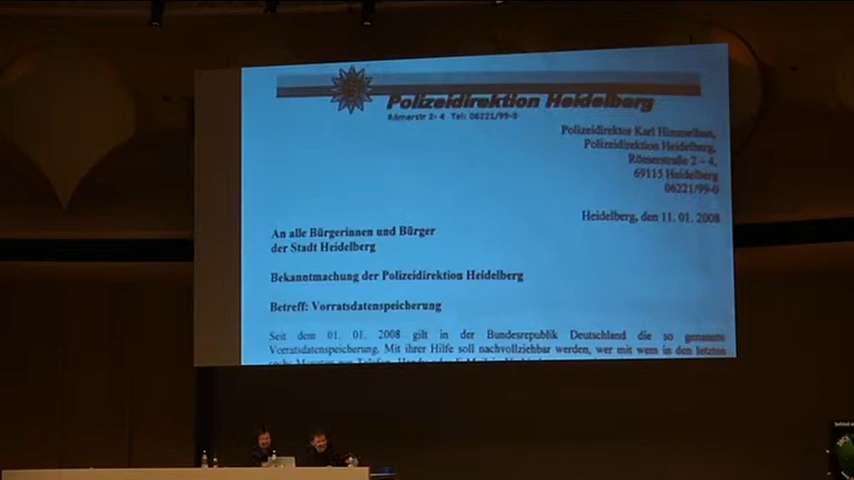 Polizeidirektion Heidelberg
Römerstr 2- 4 Tel: 06221/99-0
Polizeidirektor Karl
Polizeidirektion Heidelberg,
Römerstraße 2 – 4,
69115 Heidelberg
06221/99-0
Heidelberg, den 11. 01. 2008
An alle Bürgerinnen und Bürger
der Stadt Heidelberg
Bekanntmachung der Polizeidirektion Heidelberg
Betreff: Vorratsdatenspeicherung
Seit dem 01. 01. 2008 gilt in der Bundesrepublik Deutschland die so genannte
Vorratsdatenspeicherung. Mit ihrer Hilfe soll nachvollziehbar werden, wer mit wem in den letzten